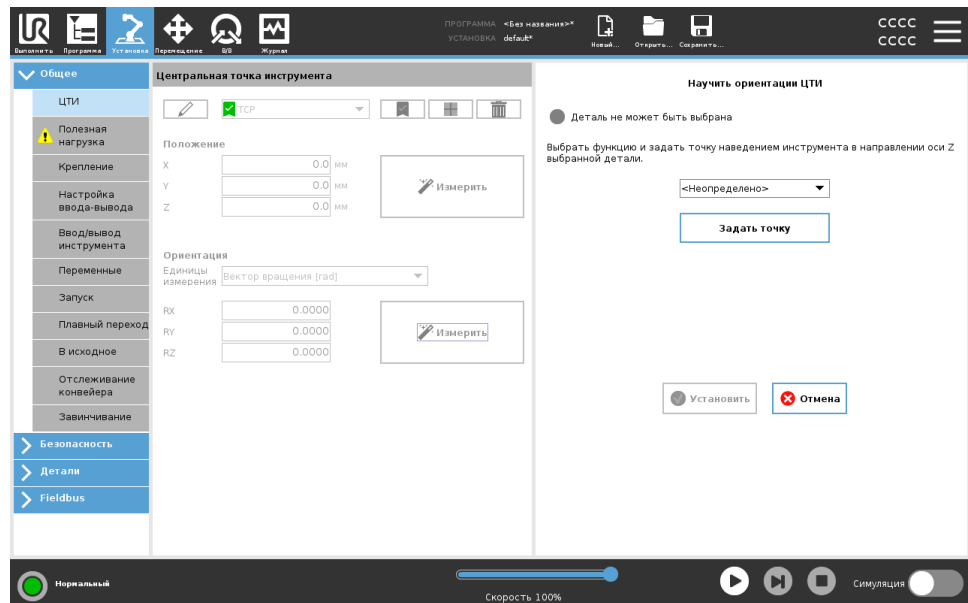 ПРОГРАММА <Без названия>*
УСТАНОВКА default*
Выполнить Программа Установка Перемещение В/В Журнал
Новый... Открыть... Сохранить...
CCCC
CCCC
Общее
ЦТИ
Полезная
нагрузка
Крепление
Настройка
ввода-вывода
Ввод/вывод
инструмента
Переменные
Запуск
Плавный переход
В исходное
Отслеживание
конвейера
Завинчивание
Безопасность
Детали
Fieldbus
Центральная точка инструмента
TCP
Положение
X 0.0 мм
Y 0.0 мм
Z 0.0 мм
Измерить
Ориентация
Единицы
измерения
Вектор вращения [rad]
RX 0.0000
RY 0.0000
RZ 0.0000
Измерить
Научить ориентации ЦТИ
Деталь не может быть выбрана
Выбрать функцию и задать точку наведением инструмента в направлении оси Z
выбранной детали.
<Неопределено>
Задать точку
Установить
Отмена
Нормальный
Скорость 100%
Симуляция